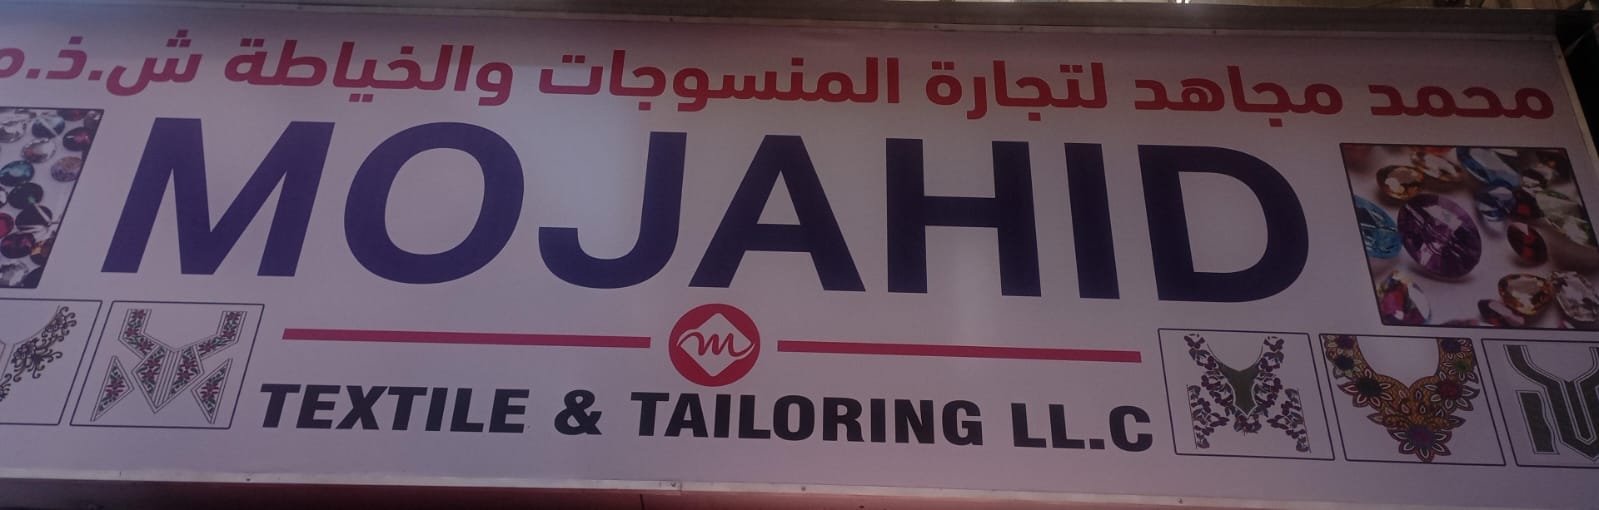 محمد مجاهد لتجارة المنسوجات والخياطة ش.ذ.م
MOJAHID
m
TEXTILE & TAILORING LL.C